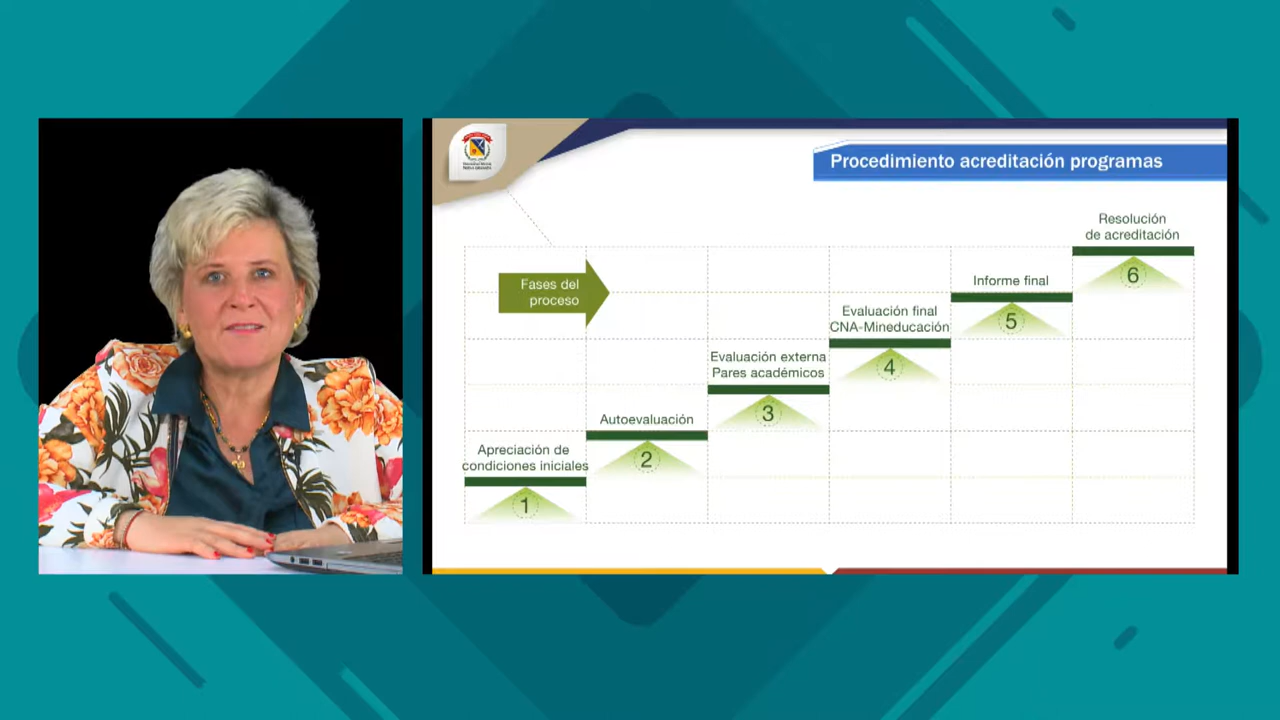 Procedimiento acreditación programas
Resolución
de acreditación
6
Fases del
proceso
Informe final
5
Evaluación final
CNA-Mineducación
4
Evaluación externa
Pares académicos
3
Autoevaluación
2
Apreciación de
condiciones iniciales
1